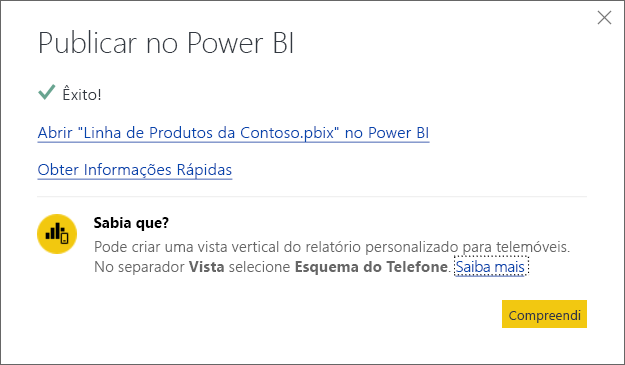 Publicar no Power BI
Êxito!
Abrir "Linha de Produtos da Contoso.pbix" no Power BI
Obter Informações Rápidas
Sabia que?
Pode criar uma vista vertical do relatório personalizado para telemóveis.
No separador Vista selecione Esquema do Telefone. Saiba mais
Compreendi